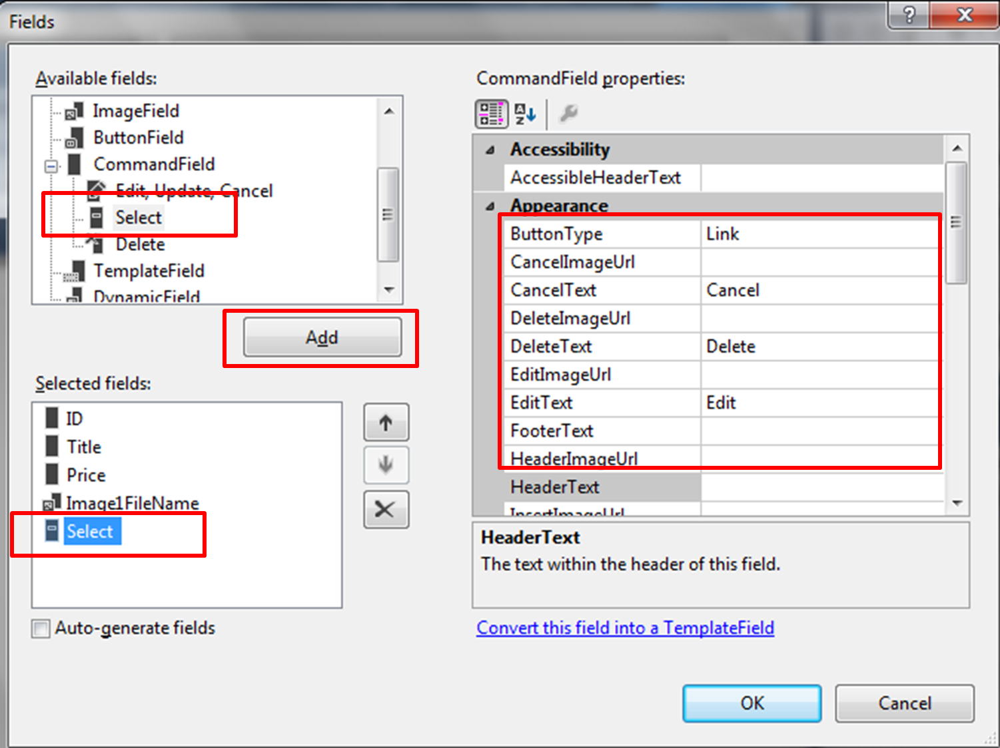 Fields
?
Available fields:
ImageField
ButtonField
CommandField
Edit, Update, Cancel
Select
Delete
TemplateField
DynamicField
Add
Selected fields:
ID
Title
Price
Image1FileName
Select
Auto-generate fields
CommandField properties:
A
Z
Accessibility
AccessibleHeaderText
Appearance
ButtonType Link
CancelImageUrl
CancelText Cancel
DeleteImageUrl
DeleteText Delete
EditImageUrl
EditText Edit
FooterText
HeaderImageUrl
HeaderText
InsertImageUrl
HeaderText
The text within the header of this field.
Convert this field into a TemplateField
OK Cancel